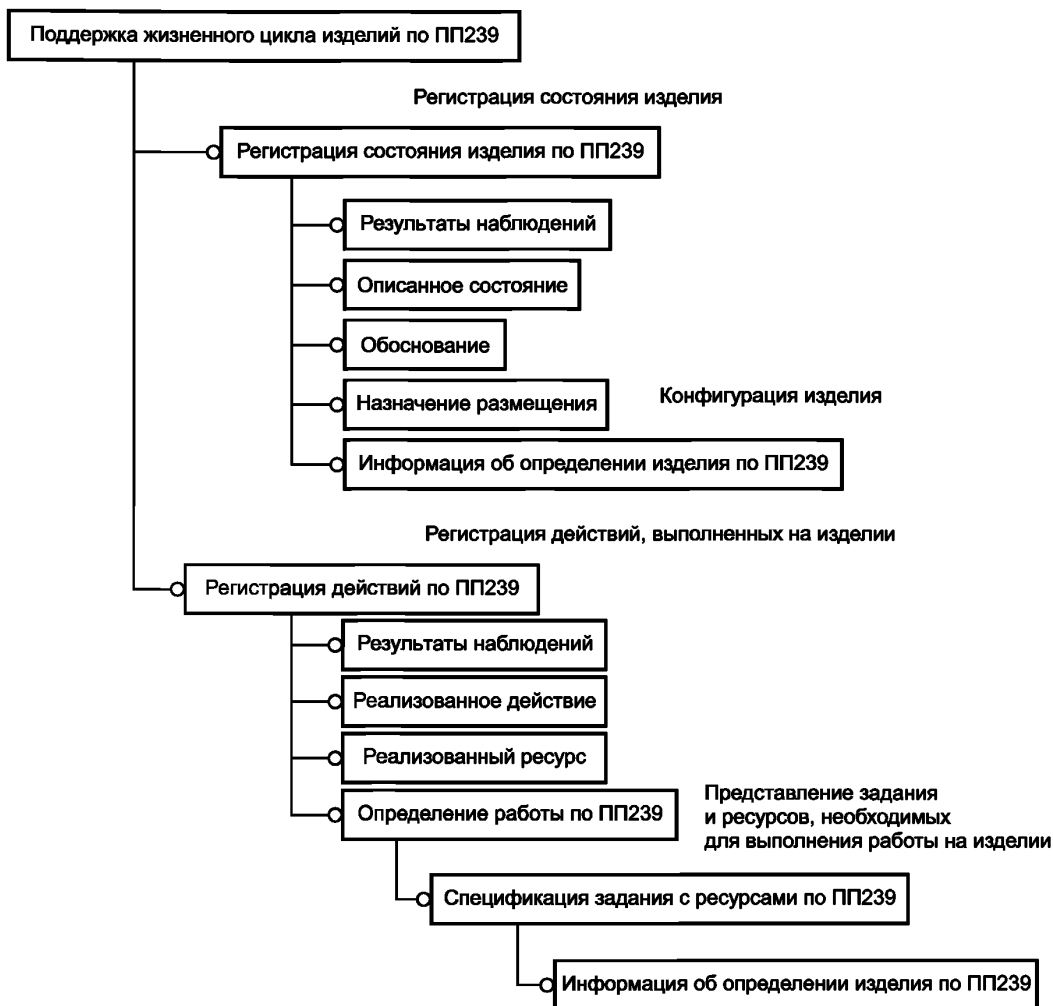 Поддержка жизненного цикла изделий по ПП239
Регистрация состояния изделия
Регистрация состояния изделия по ПП239
Результаты наблюдений
Описанное состояние
Обоснование
Назначение размещения
Конфигурация изделия
Информация об определении изделия по ПП239
Регистрация действий, выполненных на изделии
Регистрация действий по ПП239
Результаты наблюдений
Реализованное действие
Реализованный ресурс
Определение работы по ПП239
Представление задания
и ресурсов, необходимых
для выполнения работы на изделии
Спецификация задания с ресурсами по ПП239
Информация об определении изделия по ПП239